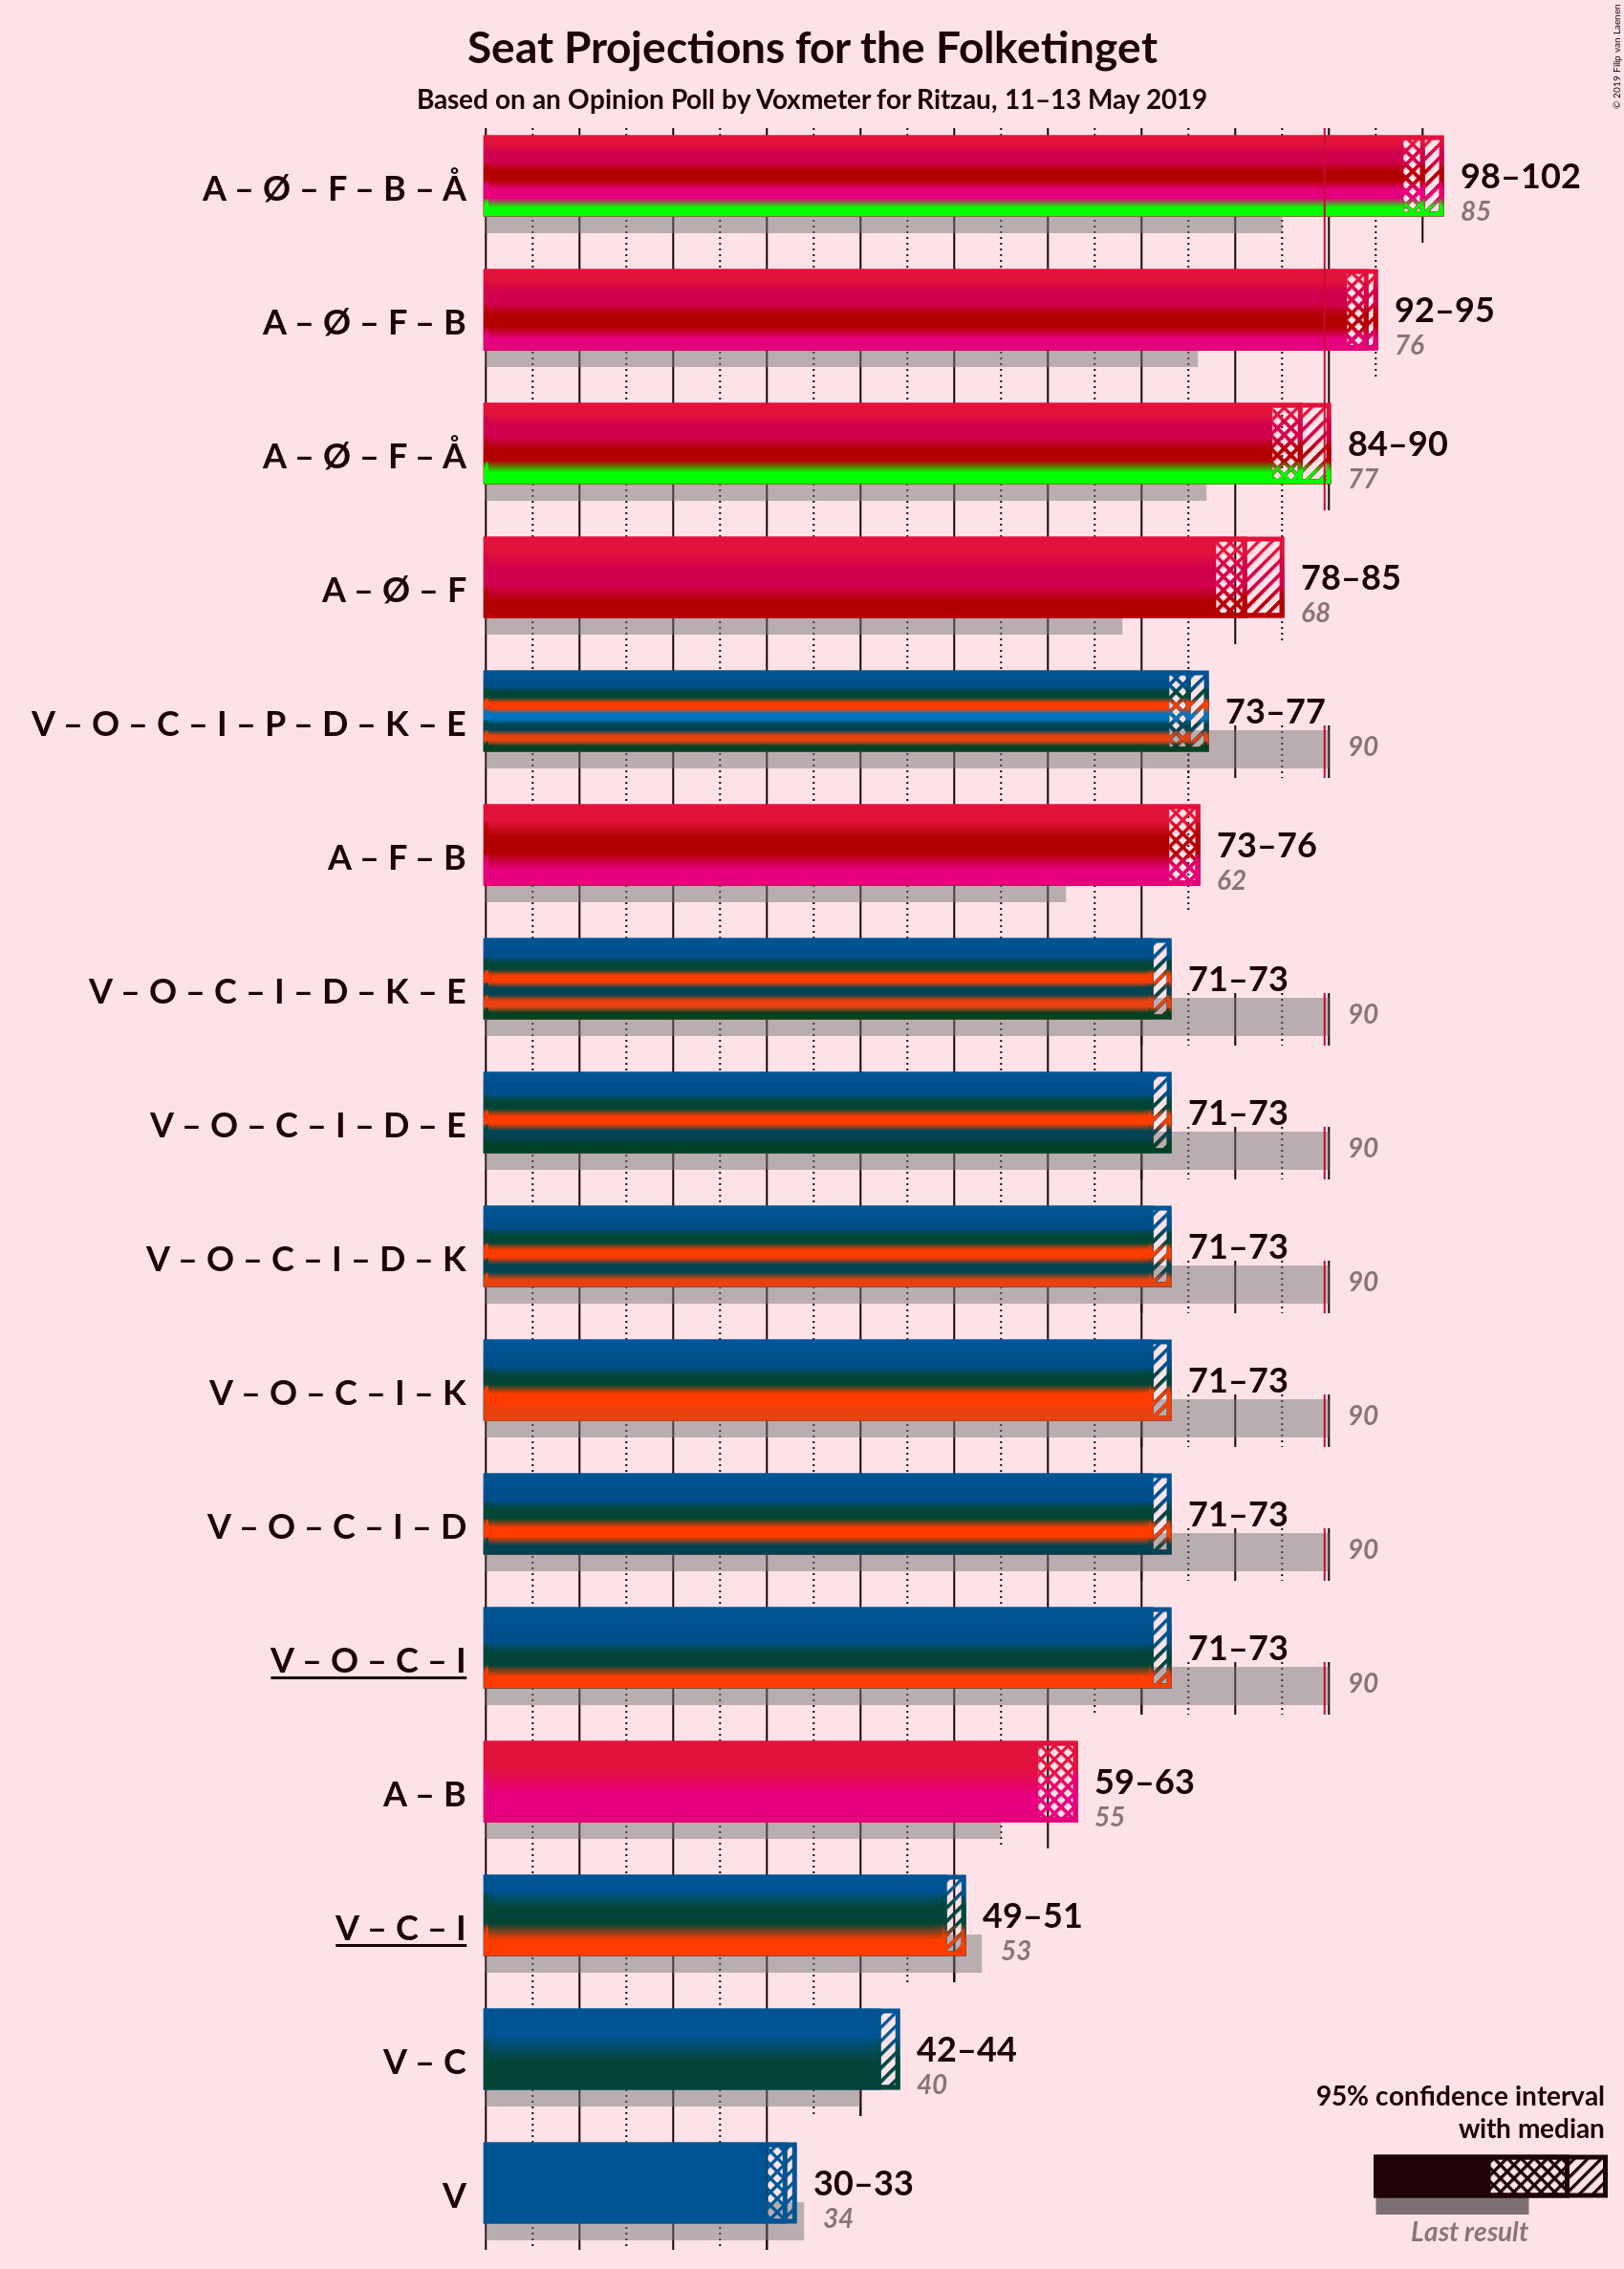 Seat Projections for the Folketinget
Based on an Opinion Poll by Voxmeter for Ritzau, 11–13 May 2019
© 2019 Filip van Laenen
A – Ø – F – B – Å
98–102
85
A – Ø – F – B
92–95
76
A – Ø – F – Å
84–90
77
A – Ø – F
78–85
68
V – O – C – I – P – D – K – E
73–77
90
A – F – B
73–76
62
V – O – C – I – D – K – E
71–73
90
V – O – C – I – D – E
71–73
90
V – O – C – I – D – K
71–73
90
V – O – C – I – K
71–73
90
V – O – C – I – D
71–73
90
V – O – C – I
71–73
90
A – B
59–63
55
V – C – I
49–51
53
V – C
42–44
40
V
30–33
34
95% confidence interval
with median
Last result